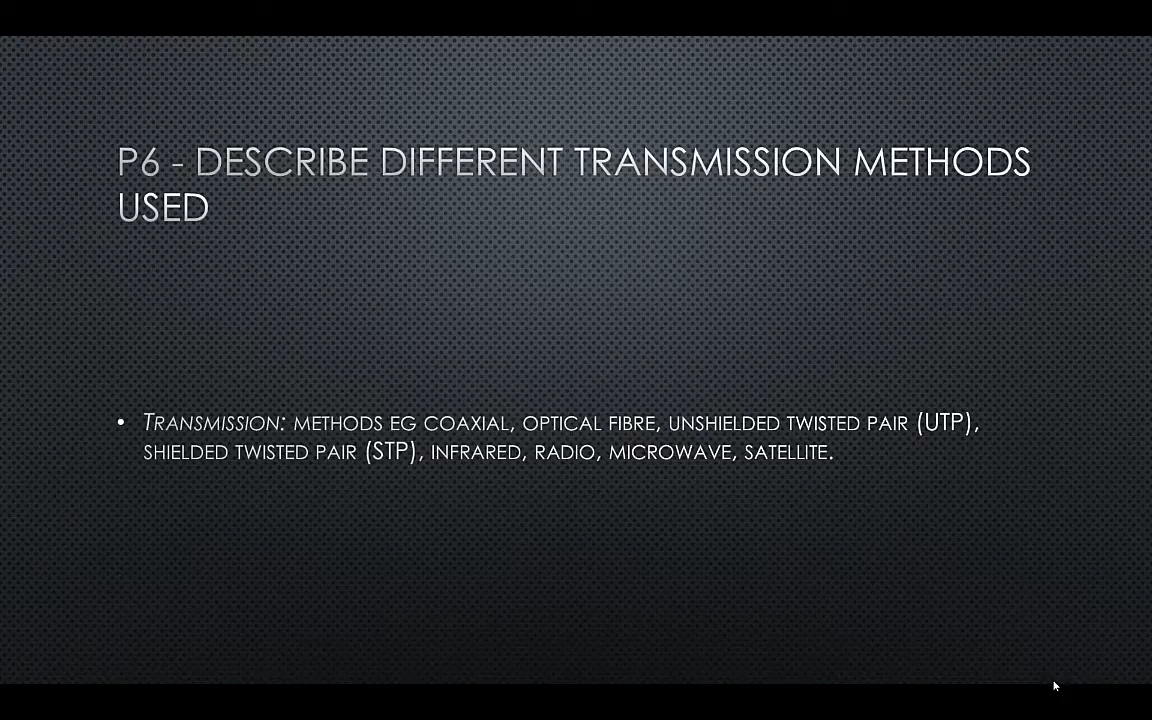 P6 - DESCRIBE DIFFERENT TRANSMISSION METHODS
USED
• TRANSMISSION: METHODS EG COAXIAL, OPTICAL FIBRE, UNSHIELDED TWISTED PAIR (UTP),
SHIELDED TWISTED PAIR (STP), INFRARED, RADIO, MICROWAVE, SATELLITE.